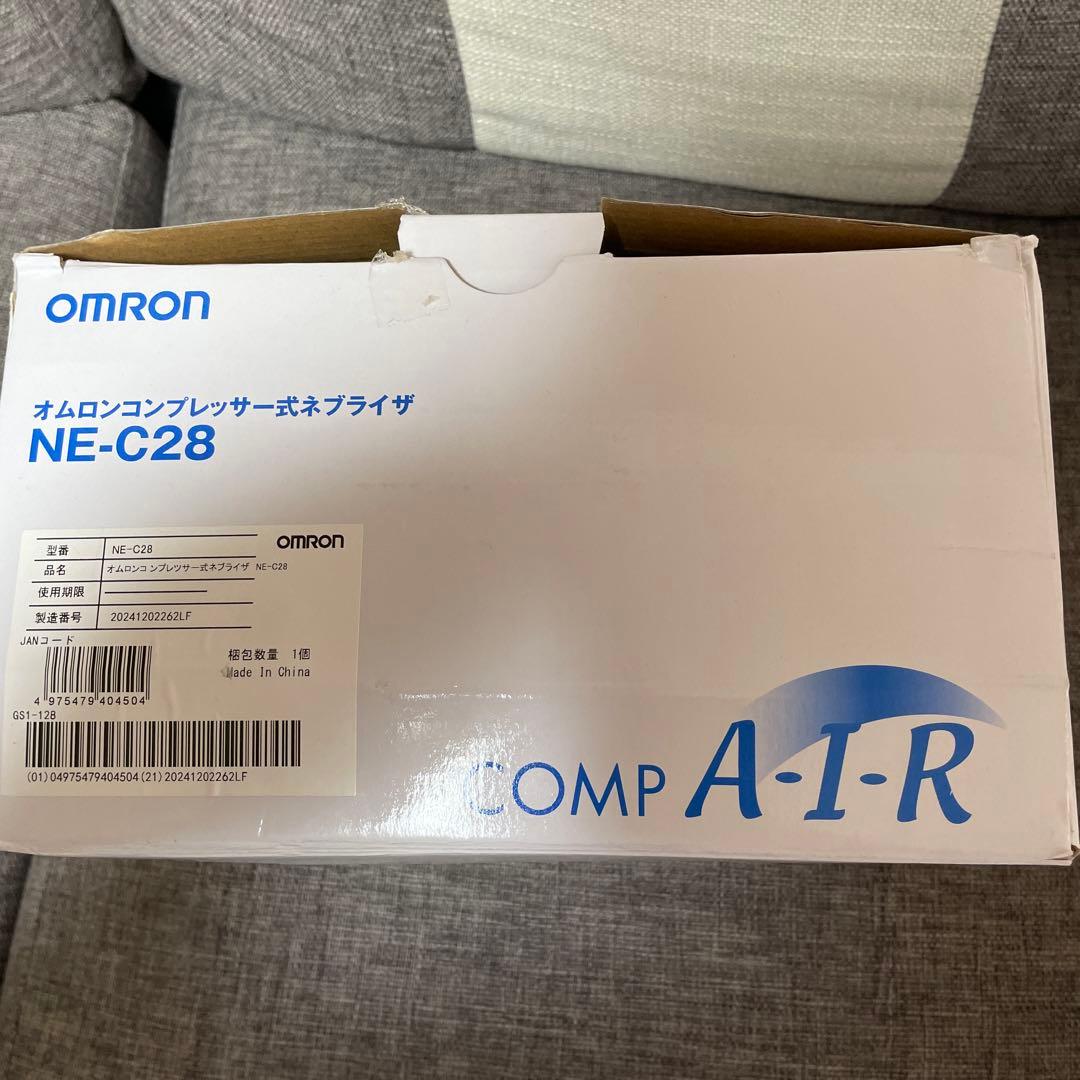 OMRON
オムロンコンプレッサー式ネブライザ
NE-C28
OMRON
型番 NE-C28
品名 オムロンコンプレツサー式ネブライザ NE-C28
使用期限
製造番号 20241202262LF
JANコード
梱包数量 1個
Made In China
4 975479 404504
GS1-128
(01)04975479404504(21)20241202262LF
COMP A-I-R